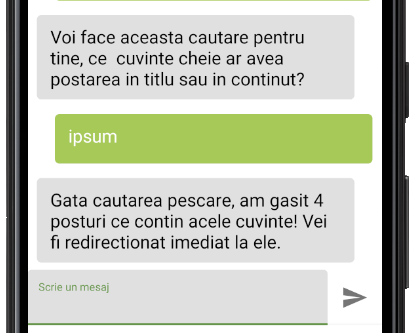 Voi face aceasta cautare pentru
tine, ce  cuvinte cheie ar avea
postarea in titlu sau in continut?
ipsum
Gata cautarea pescare, am gasit 4
posturi ce contin acele cuvinte! Vei
fi redirectionat imediat la ele.
Scrie un mesaj